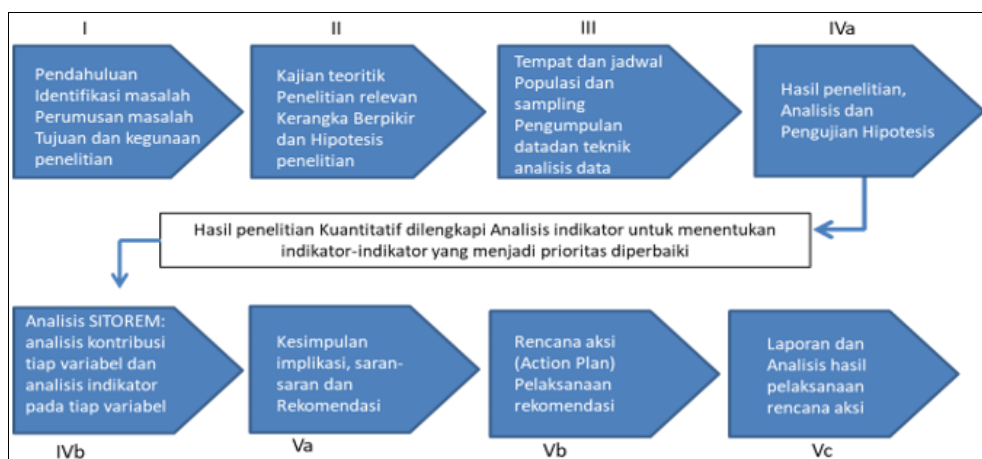 I
II
III
IVa
Pendahuluan
Identifikasi masalah
Perumusan masalah
Tujuan dan kegunaan
penelitian
Kajian teoritik
Penelitian relevan
Kerangka Berpikir
dan Hipotesis
penelitian
Tempat dan jadwal
Populasi dan
sampling
Pengumpulan
datadan teknik
analisis data
Hasil penelitian,
Analisis dan
Pengujian Hipotesis
Hasil penelitian Kuantitatif dilengkapi Analisis indikator untuk menentukan
indikator-indikator yang menjadi prioritas diperbaiki
Analisis SITOREM:
analisis kontribusi
tiap variabel dan
analisis indikator
pada tiap variabel
Kesimpulan
implikasi, saran-
saran dan
Rekomendasi
Rencana aksi
(Action Plan)
Pelaksanaan
rekomendasi
Laporan dan
Analisis hasil
pelaksanaan
rencana aksi
IVb
Va
Vb
Vc